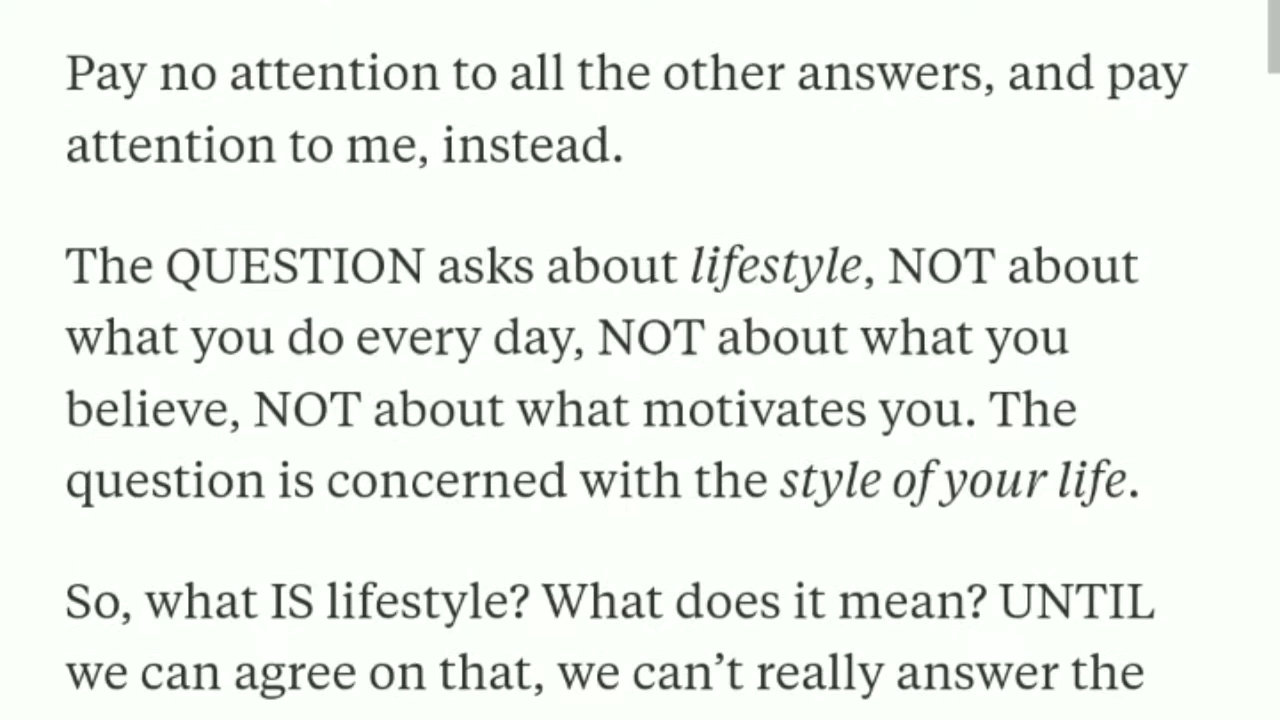 Pay no attention to all the other answers, and pay
attention to me, instead.
The QUESTION asks about lifestyle, NOT about
what you do every day, NOT about what you
believe, NOT about what motivates you. The
question is concerned with the style of your life.
So, what IS lifestyle? What does it mean? UNTIL
we can agree on that, we can’t really answer the